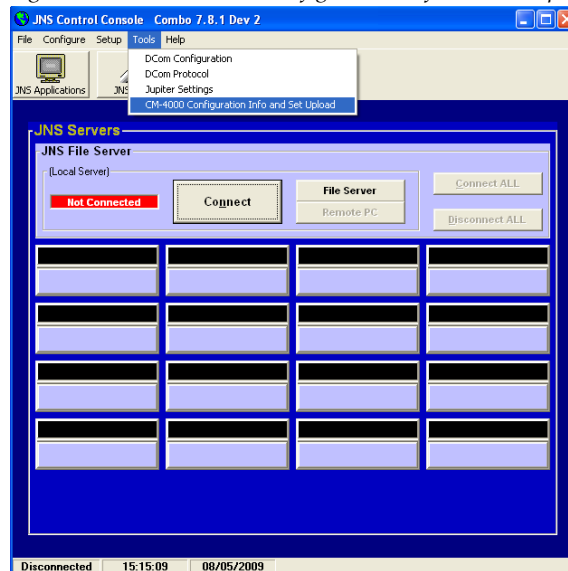 JNS Control Console Combo 7.8.1 Dev 2
File Configure Setup Tools Help
DCom Configuration
DCom Protocol
Jupiter Settings
CM-4000 Configuration Info and Set Upload
JNS Applications
JNS
JNS Servers
JNS File Server
(Local Server)
Not Connected
Connect
File Server
Remote PC
Connect ALL
Disconnect ALL
Disconnected 15:15:09 08/05/2009